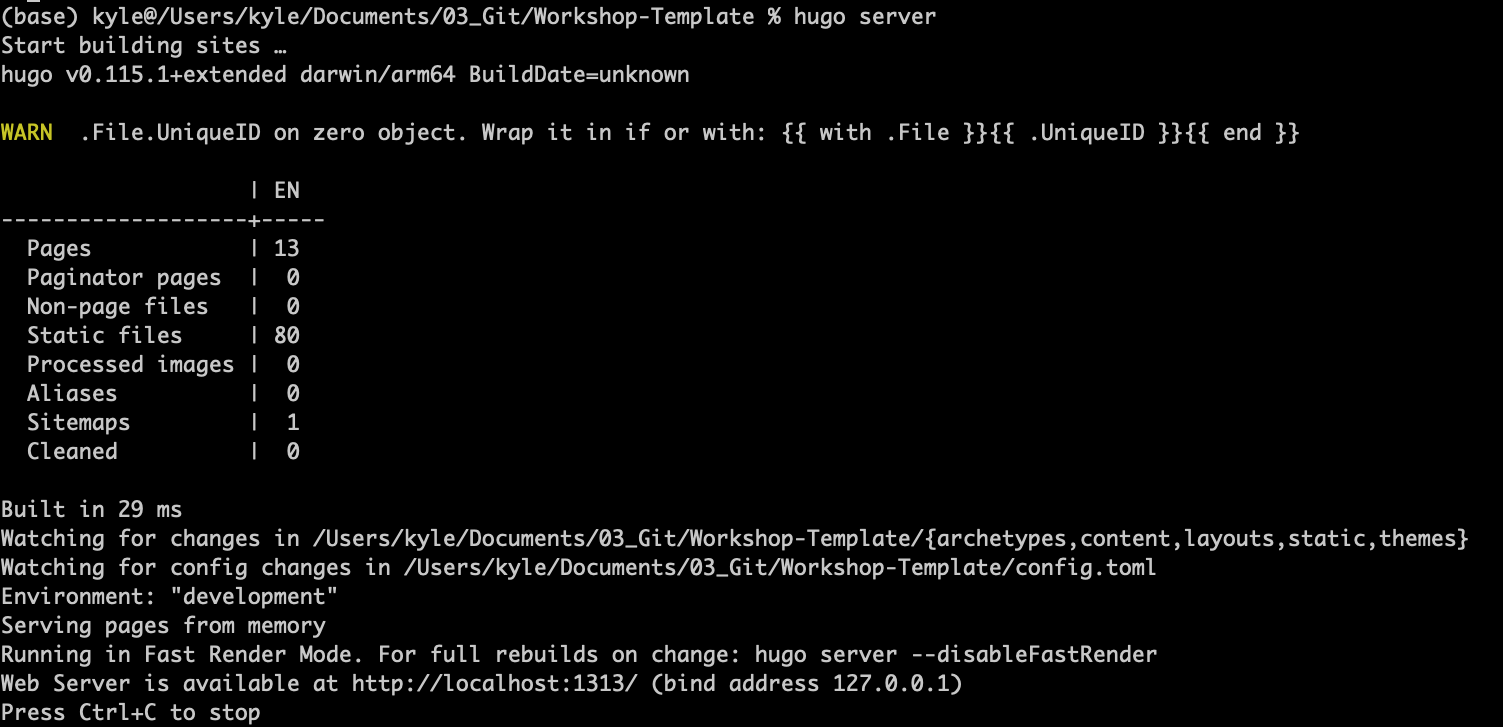 (base) kyle@/Users/kyle/Documents/03_Git/Workshop-Template % hugo server
Start building sites …
hugo v0.115.1+extended darwin/arm64 BuildDate=unknown
WARN  .File.UniqueID on zero object. Wrap it in if or with: {{ with .File }}{{ .UniqueID }}{{ end }}
                   | EN
-------------------+-----
  Pages            | 13
  Paginator pages  |  0
  Non-page files   |  0
  Static files     | 80
  Processed images |  0
  Aliases          |  0
  Sitemaps         |  1
  Cleaned          |  0
Built in 29 ms
Watching for changes in /Users/kyle/Documents/03_Git/Workshop-Template/{archetypes,content,layouts,static,themes}
Watching for config changes in /Users/kyle/Documents/03_Git/Workshop-Template/config.toml
Environment: "development"
Serving pages from memory
Running in Fast Render Mode. For full rebuilds on change: hugo server --disableFastRender
Web Server is available at http://localhost:1313/ (bind address 127.0.0.1)
Press Ctrl+C to stop